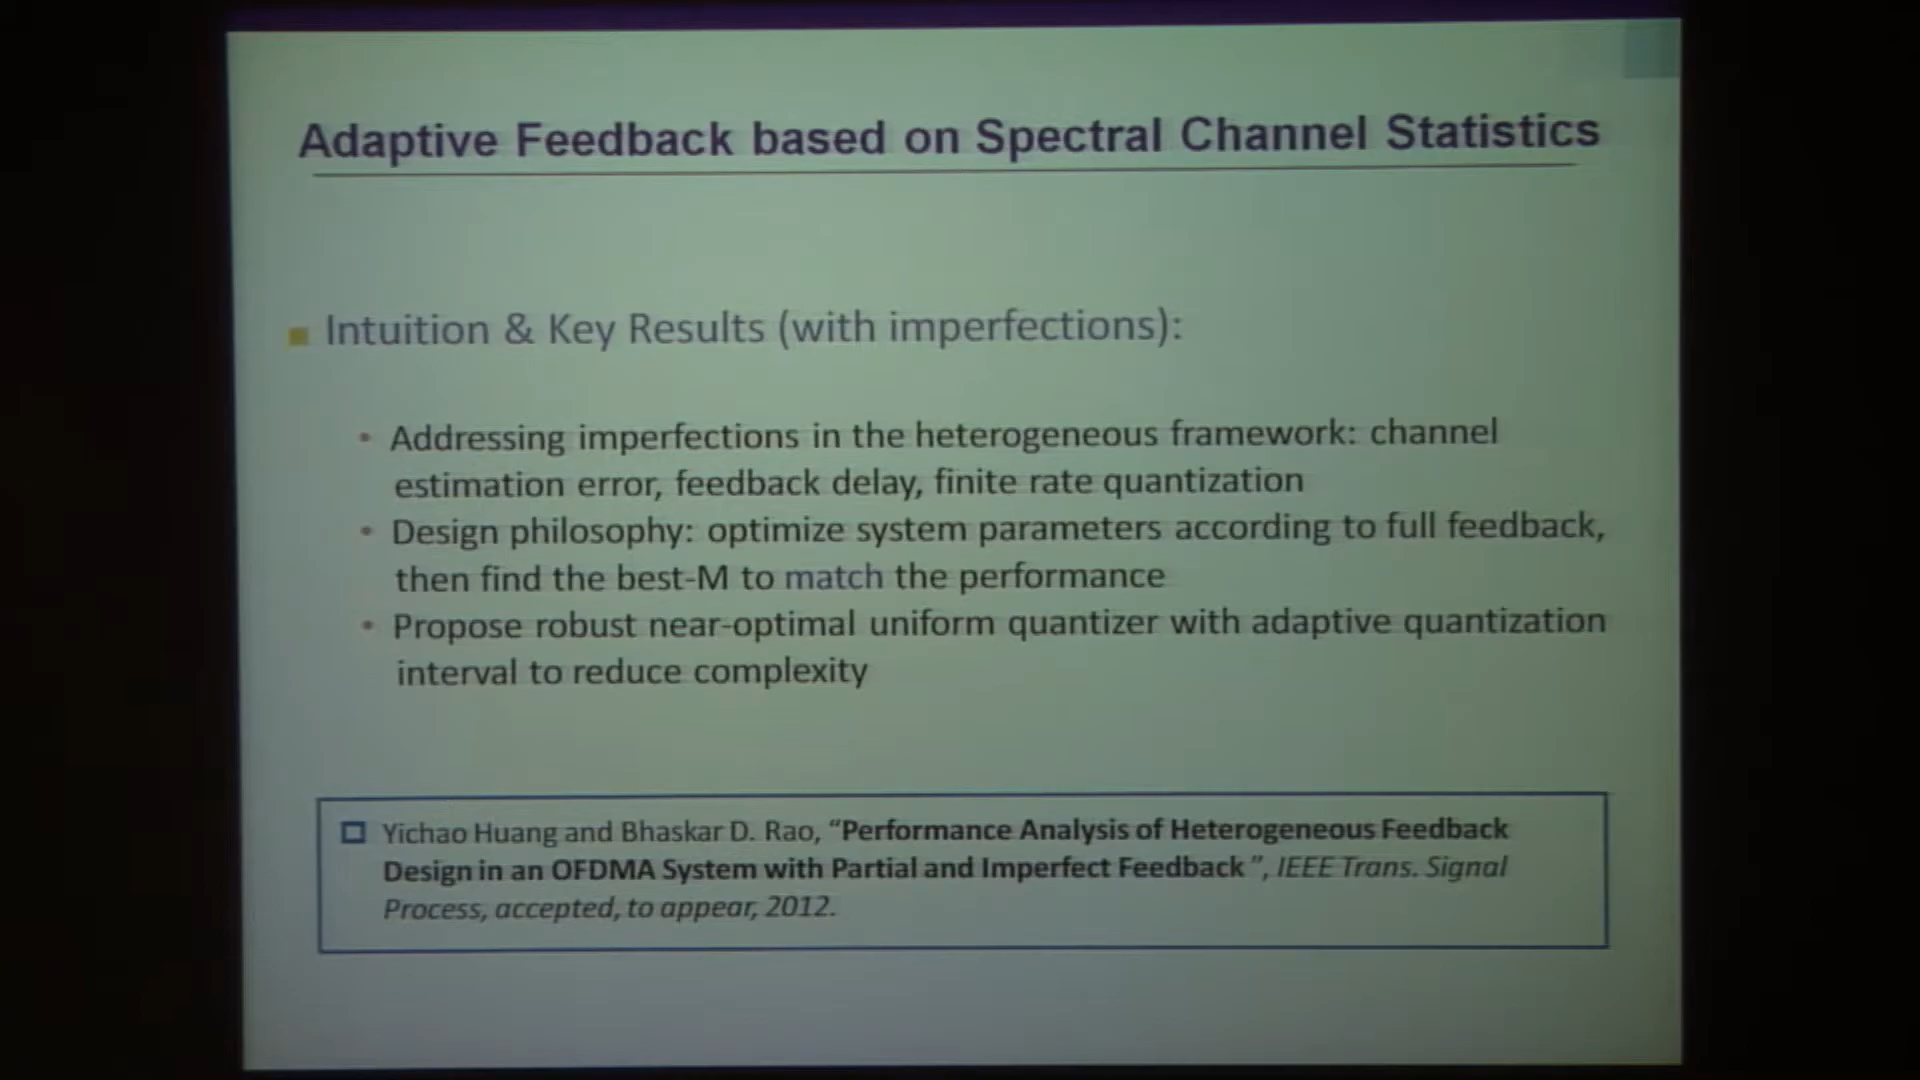 Adaptive Feedback based on Spectral Channel Statistics
Intuition & Key Results (with imperfections):
• Addressing imperfections in the heterogeneous framework: channel
estimation error, feedback delay, finite rate quantization
• Design philosophy: optimize system parameters according to full feedback,
then find the best-M to match the performance
• Propose robust near-optimal uniform quantizer with adaptive quantization
interval to reduce complexity
Yichao Huang and Bhaskar D. Rao, “Performance Analysis of Heterogeneous Feedback
Design in an OFDMA System with Partial and Imperfect Feedback ”, IEEE Trans. Signal
Process, accepted, to appear, 2012.